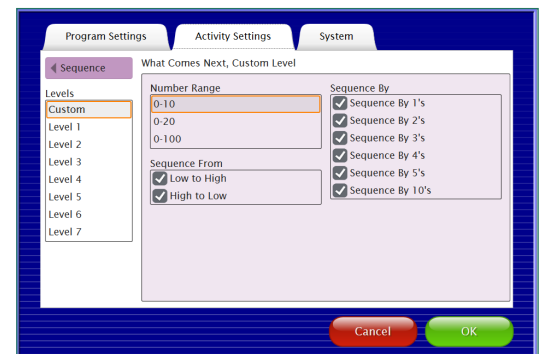 Program Settings
Activity Settings
System
Sequence
What Comes Next, Custom Level
Levels
Custom
Level 1
Level 2
Level 3
Level 4
Level 5
Level 6
Level 7
Number Range
0-10
0-20
0-100
Sequence From
Low to High
High to Low
Sequence By
Sequence By 1's
Sequence By 2's
Sequence By 3's
Sequence By 4's
Sequence By 5's
Sequence By 10's
Cancel
OK